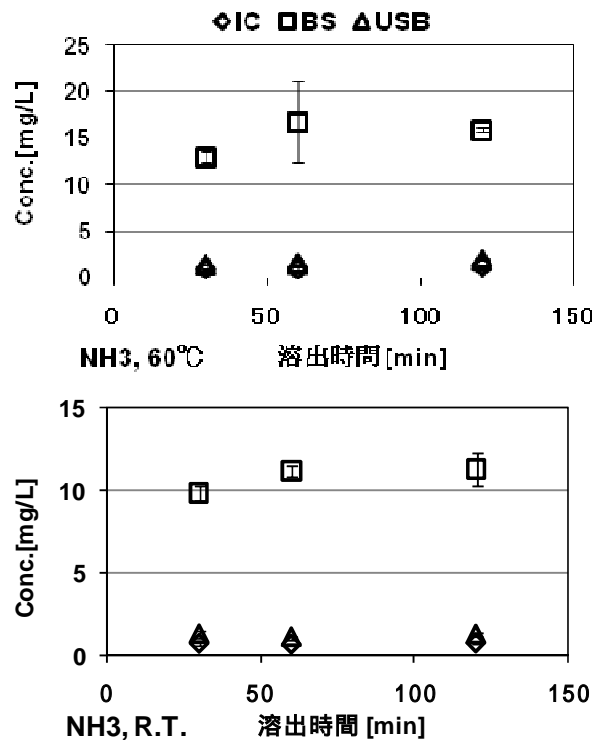 ◇IC □BS △USB
25
20
15
10
5
0
Conc.[mg/L]
0 50 100 150
NH3, 60℃ 溶出時間 [min]
15
10
5
0
Conc.[mg/L]
0 50 100 150
NH3, R.T. 溶出時間 [min]